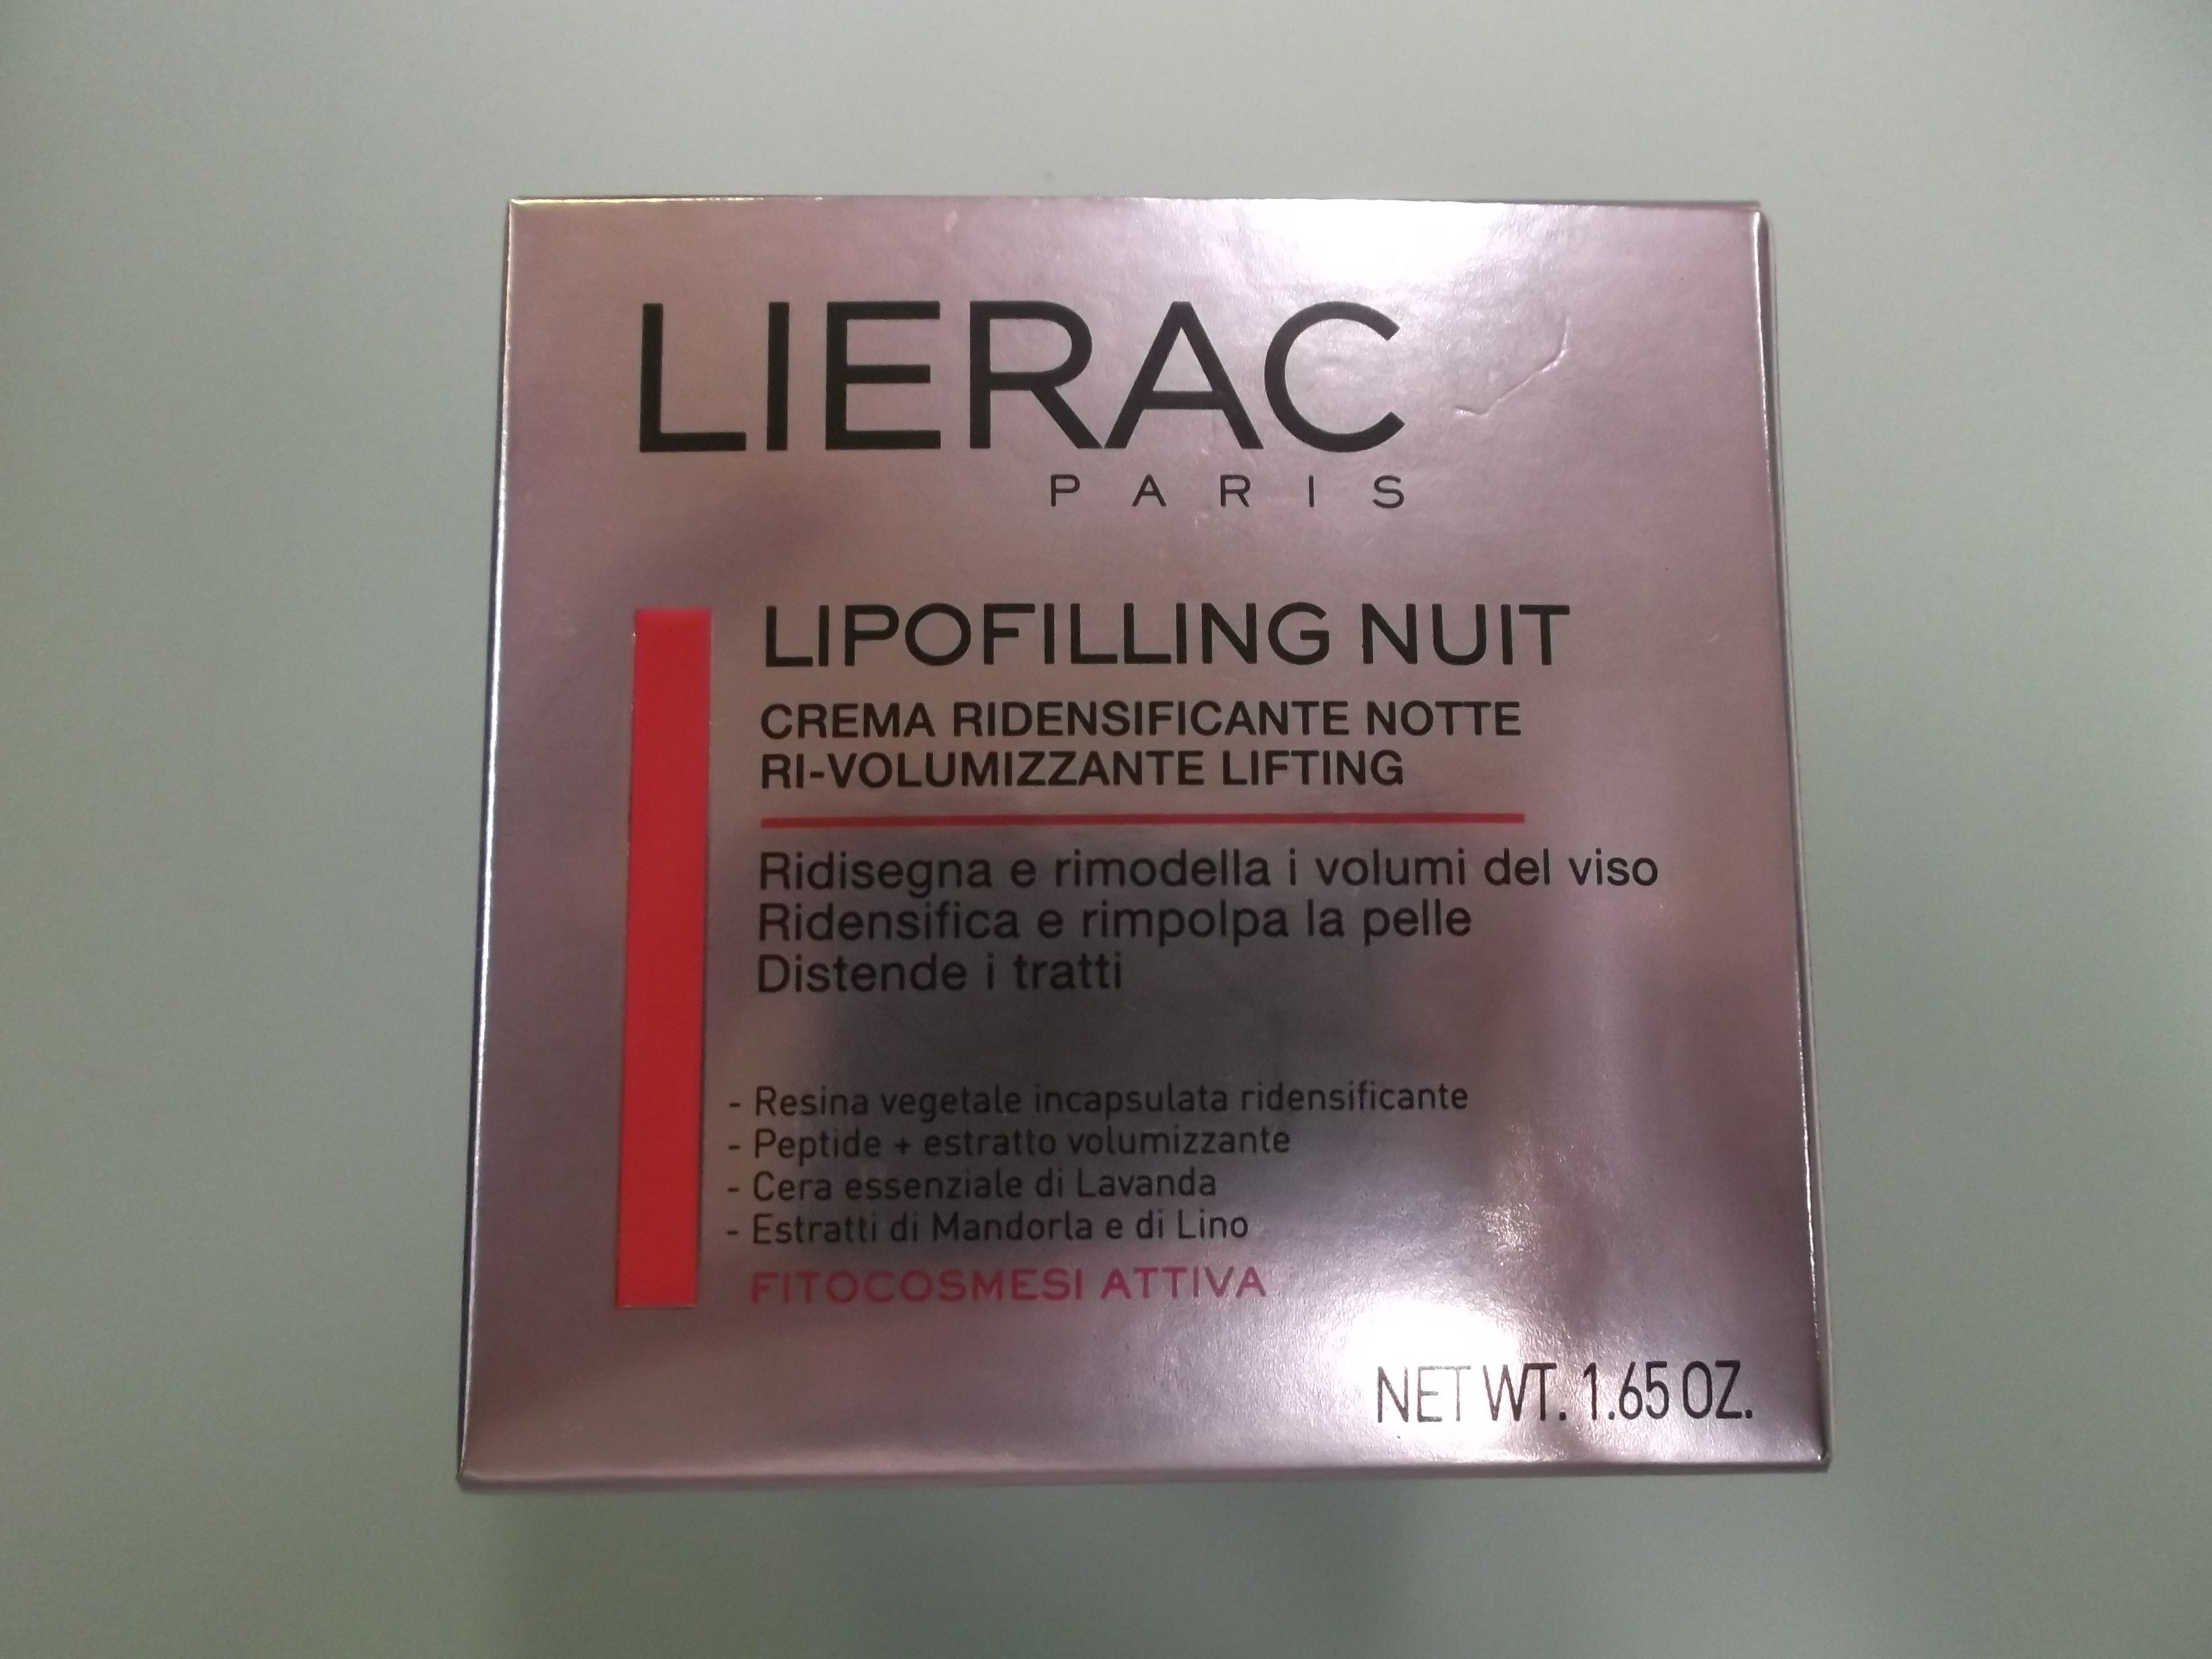 LIERAC
PARIS
LIPOFILLING NUIT
CREMA RIDENSIFICANTE NOTTE
RI-VOLUMIZZANTE LIFTING
Ridisegna e rimodella i volumi del viso
Ridensifica e rimpolpa la pelle
Distende i tratti
- Resina vegetale incapsulata ridensificante
- Peptide + estratto volumizzante
- Cera essenziale di Lavanda
- Estratti di Mandorla e di Lino
FITOCOSMESI ATTIVA
NET WT. 1.65 OZ.